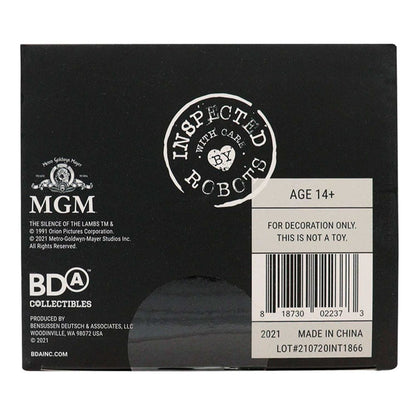 INSPECTED
WITH CARE
BY
ROBOTS
Metro Goldwyn Mayer
TRADE MARK
MGM
THE SILENCE OF THE LAMBS TM &
© 1991 Orion Pictures Corporation.
© 2021 Metro-Goldwyn-Mayer Studios Inc.
All Rights Reserved.
BDA™
COLLECTIBLES
PRODUCED BY
BENSUSSEN DEUTSCH & ASSOCIATES, LLC
WOODINVILLE, WA 98072 USA
© 2021
BDAINC.COM
AGE 14+
FOR DECORATION ONLY.
THIS IS NOT A TOY.
8 18730 02237 3
2021 MADE IN CHINA
LOT#210720INT1866